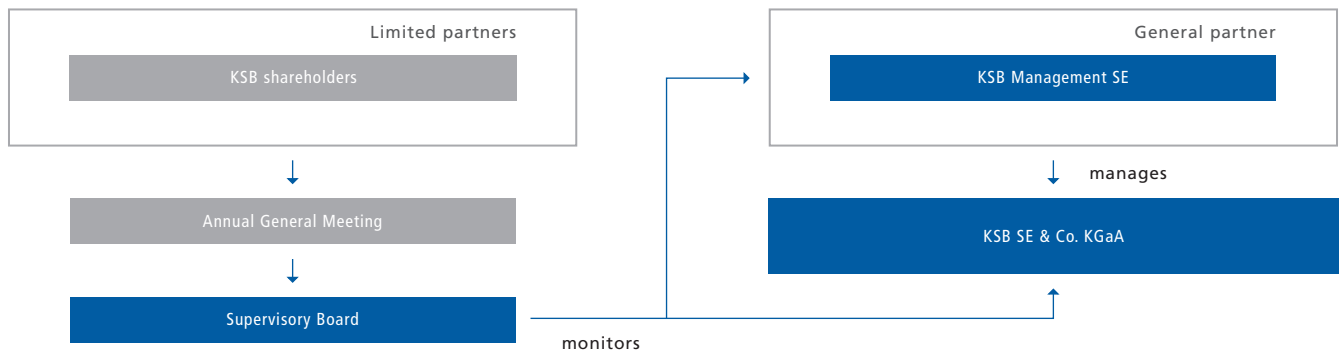 Limited partners
KSB shareholders
General partner
KSB Management SE
manages
Annual General Meeting
KSB SE & Co. KGaA
Supervisory Board
monitors